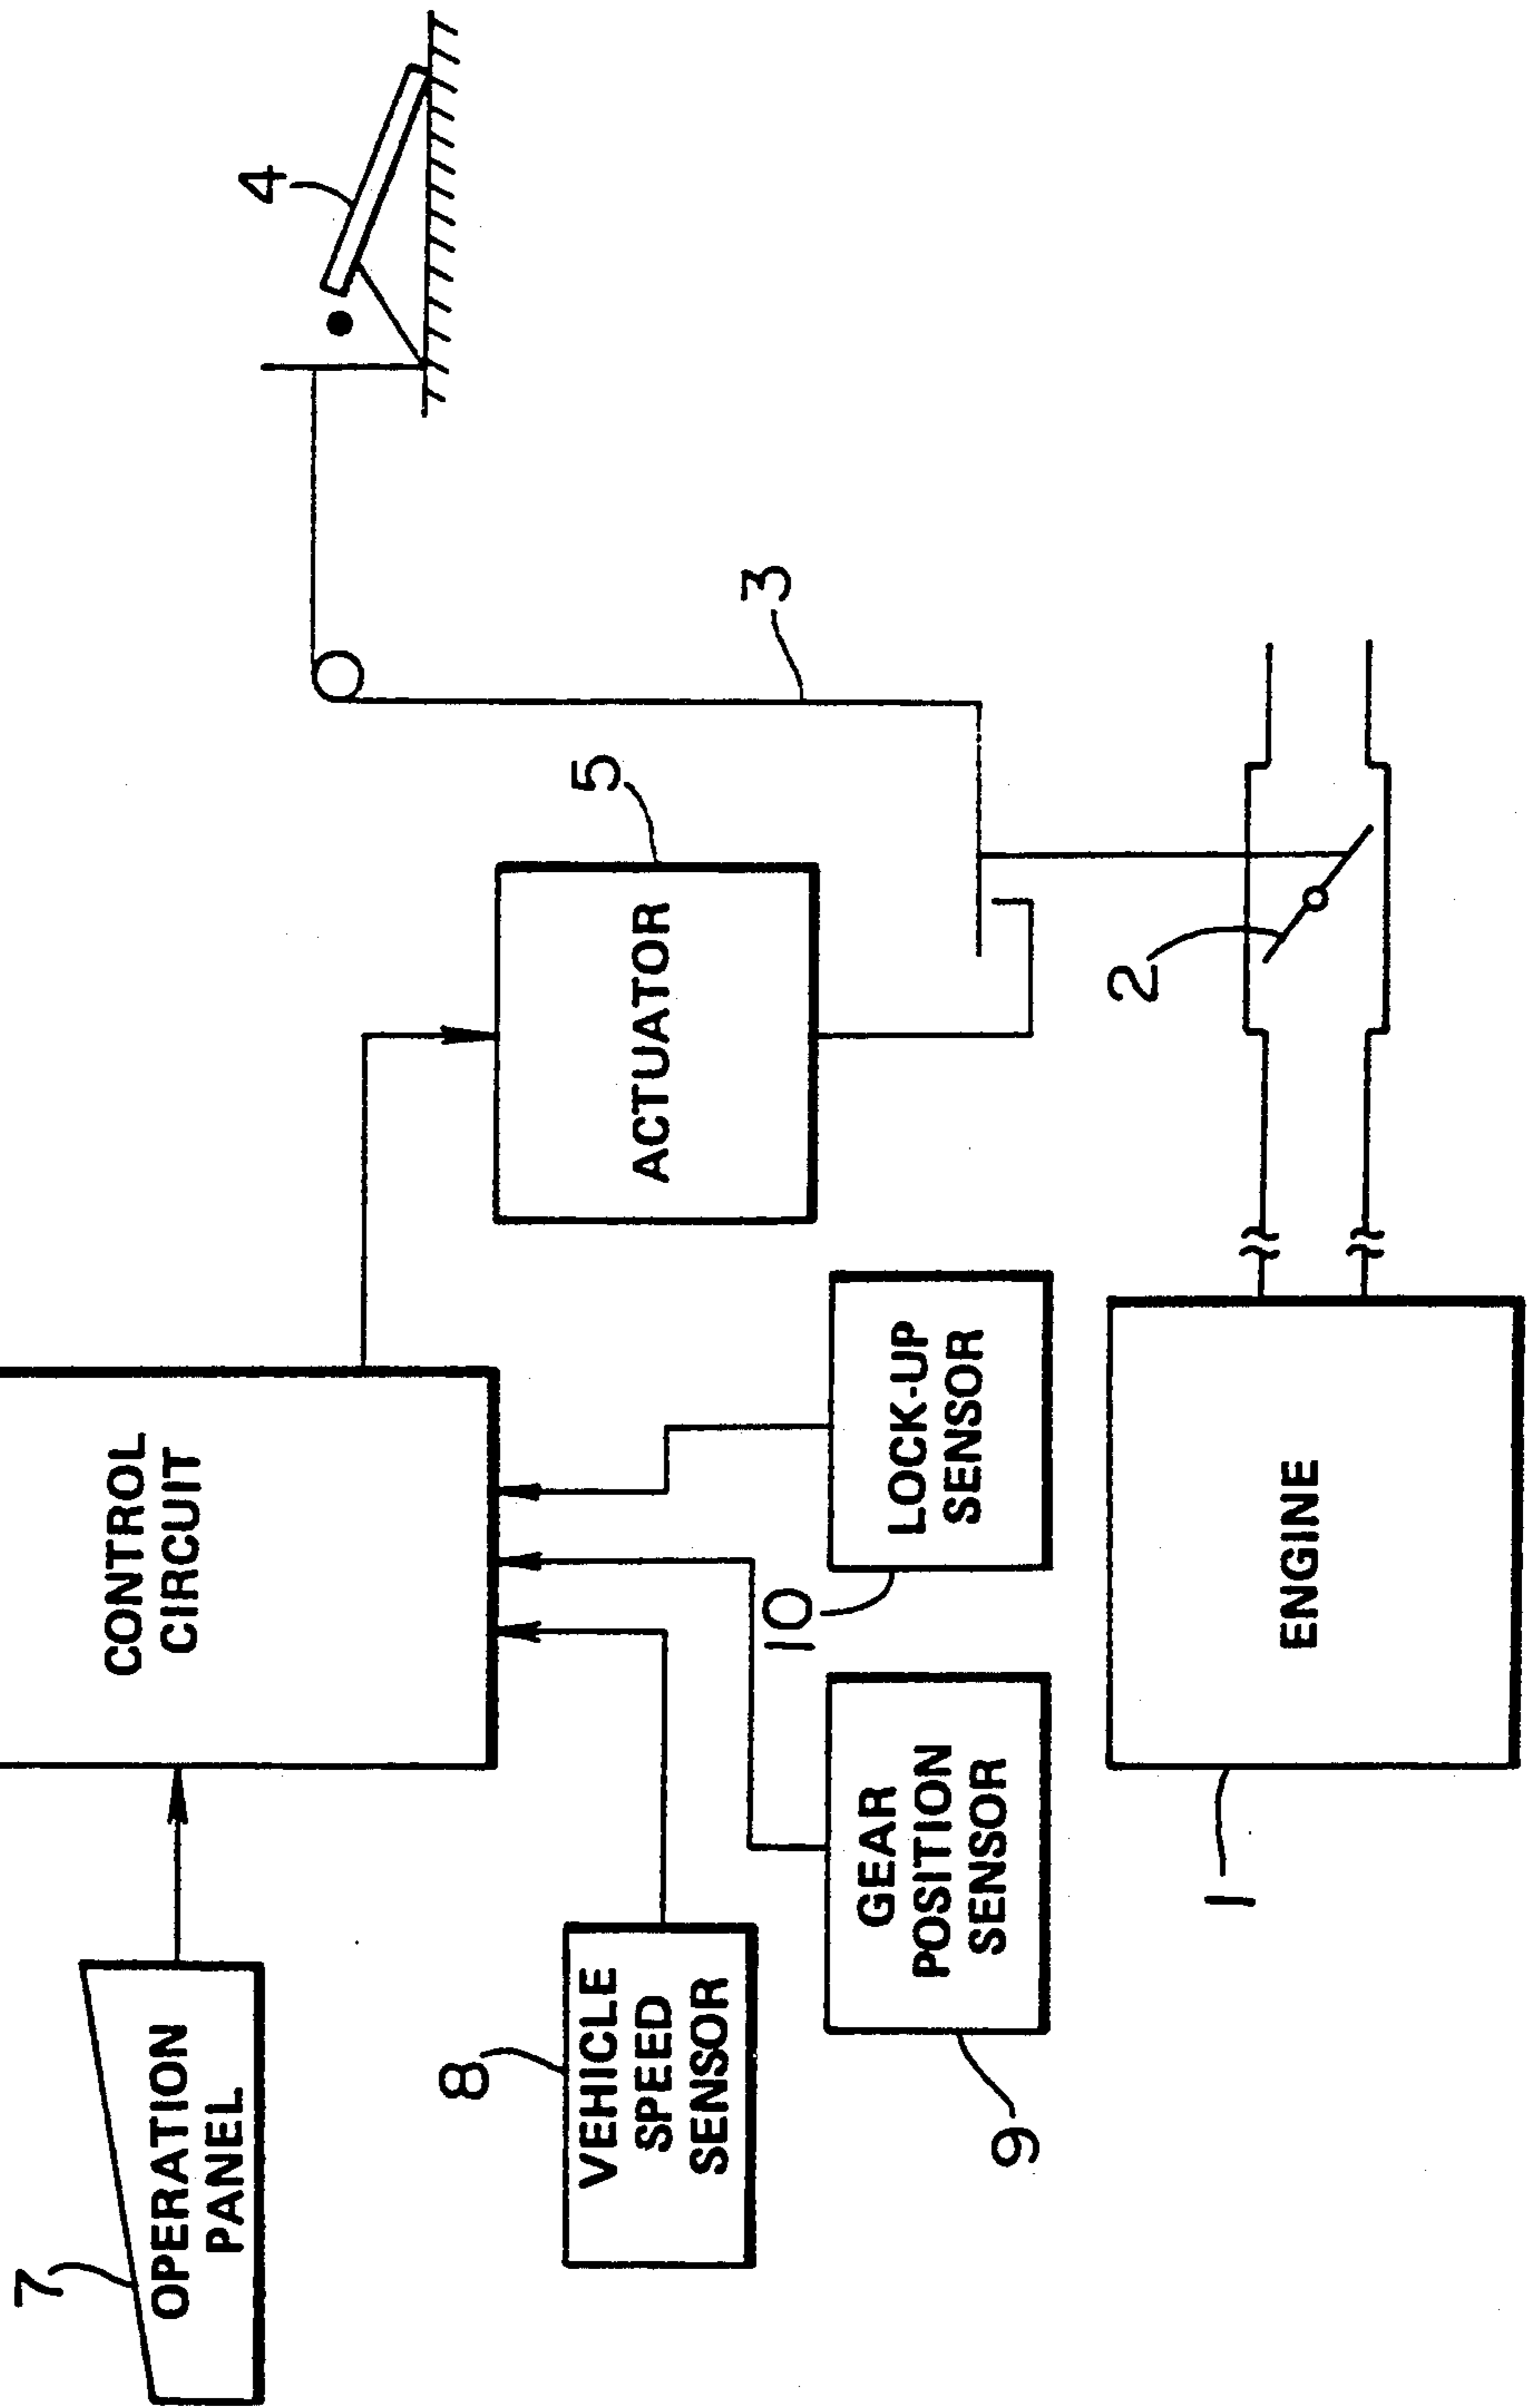 7
OPERATION
PANEL
CONTROL
CIRCUIT
8
VEHICLE
SPEED
SENSOR
9
GEAR
POSITION
SENSOR
10
LOCK-UP
SENSOR
ACTUATOR
5
3
4
1
ENGINE
2